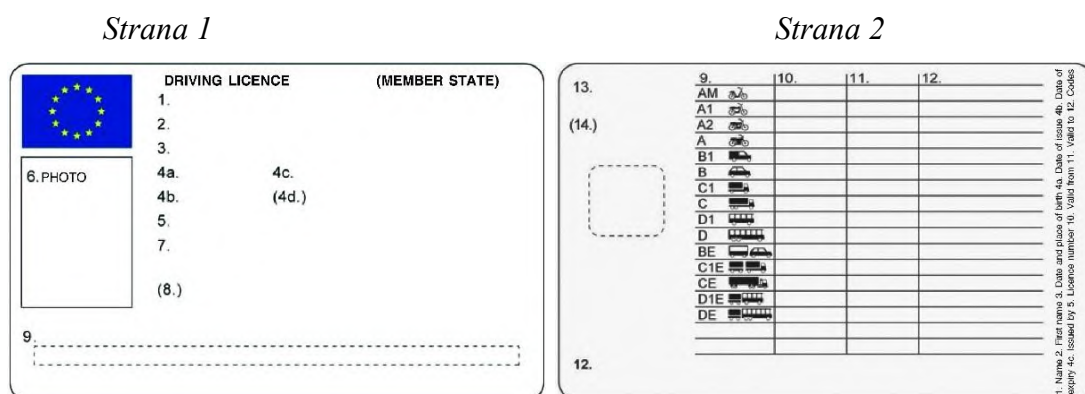 Strana 1
Strana 2
DRIVING LICENCE (MEMBER STATE)
1.
2.
3.
4a. 4c.
4b. (4d.)
5.
7.
(8.)
6. PHOTO
9.
13.
(14.)
9. 10. 11. 12.
AM
A1
A2
A
B1
B
C1
C
D1
D
BE
C1E
CE
D1E
DE
12.
1. Name 2. First name 3. Date and place of birth 4a. Date of issue 4b. Date of
expiry 4c. Issued by 5. Licence number 10. Valid from 11. Valid to 12. Codes